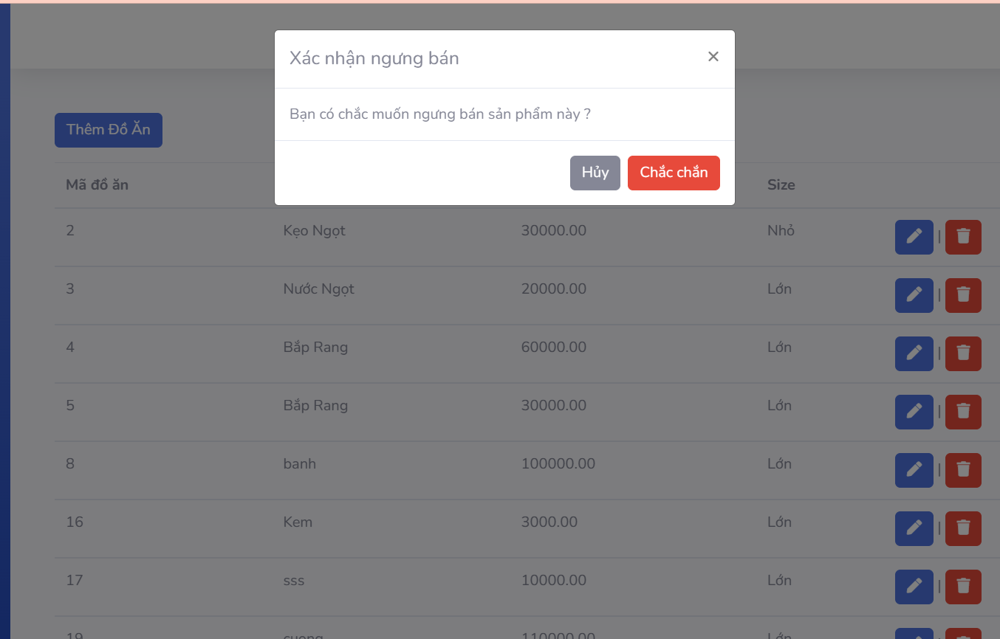 Xác nhận ngưng bán ×
Bạn có chắc muốn ngưng bán sản phẩm này ?
Hủy Chắc chắn
Thêm Đồ Ăn
Mã đồ ăn Size
2 Kẹo Ngọt 30000.00 Nhỏ |
3 Nước Ngọt 20000.00 Lớn |
4 Bắp Rang 60000.00 Lớn |
5 Bắp Rang 30000.00 Lớn |
8 banh 100000.00 Lớn |
16 Kem 3000.00 Lớn |
17 sss 10000.00 Lớn |
19 cuong 110000.00 Lớn